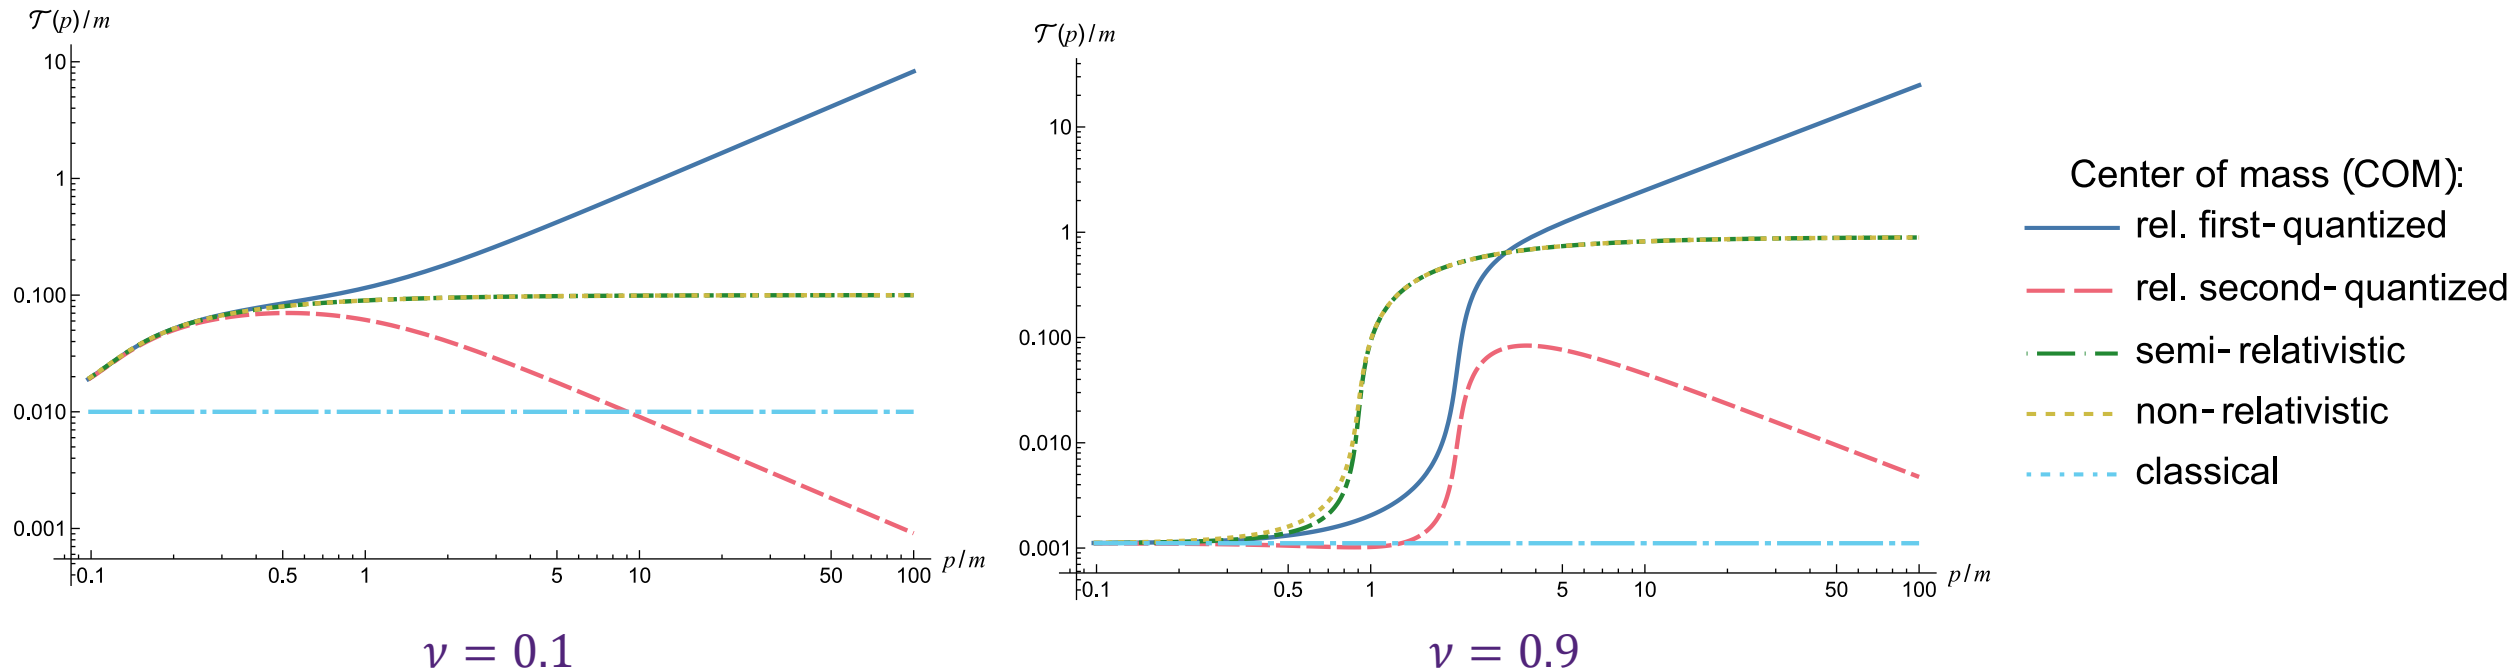 𝒯(p)/m
10
1
0.100
0.010
0.001
0.1 0.5 1 5 10 50 100
p/m
ν = 0.1
𝒯(p)/m
10
1
0.100
0.010
0.001
0.1 0.5 1 5 10 50 100
p/m
ν = 0.9
Center of mass (COM):
rel. first-quantized
rel. second-quantized
semi-relativistic
non-relativistic
classical